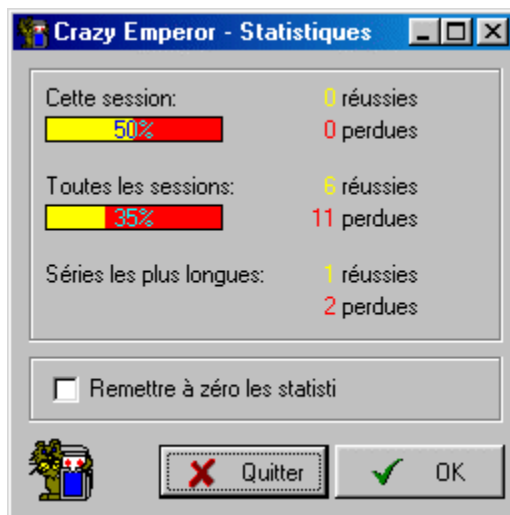 Crazy Emperor - Statistiques
Cette session: 0 réussies
50% 0 perdues
Toutes les sessions: 6 réussies
35% 11 perdues
Séries les plus longues: 1 réussies
2 perdues
Remettre à zéro les statisti
Quitter OK